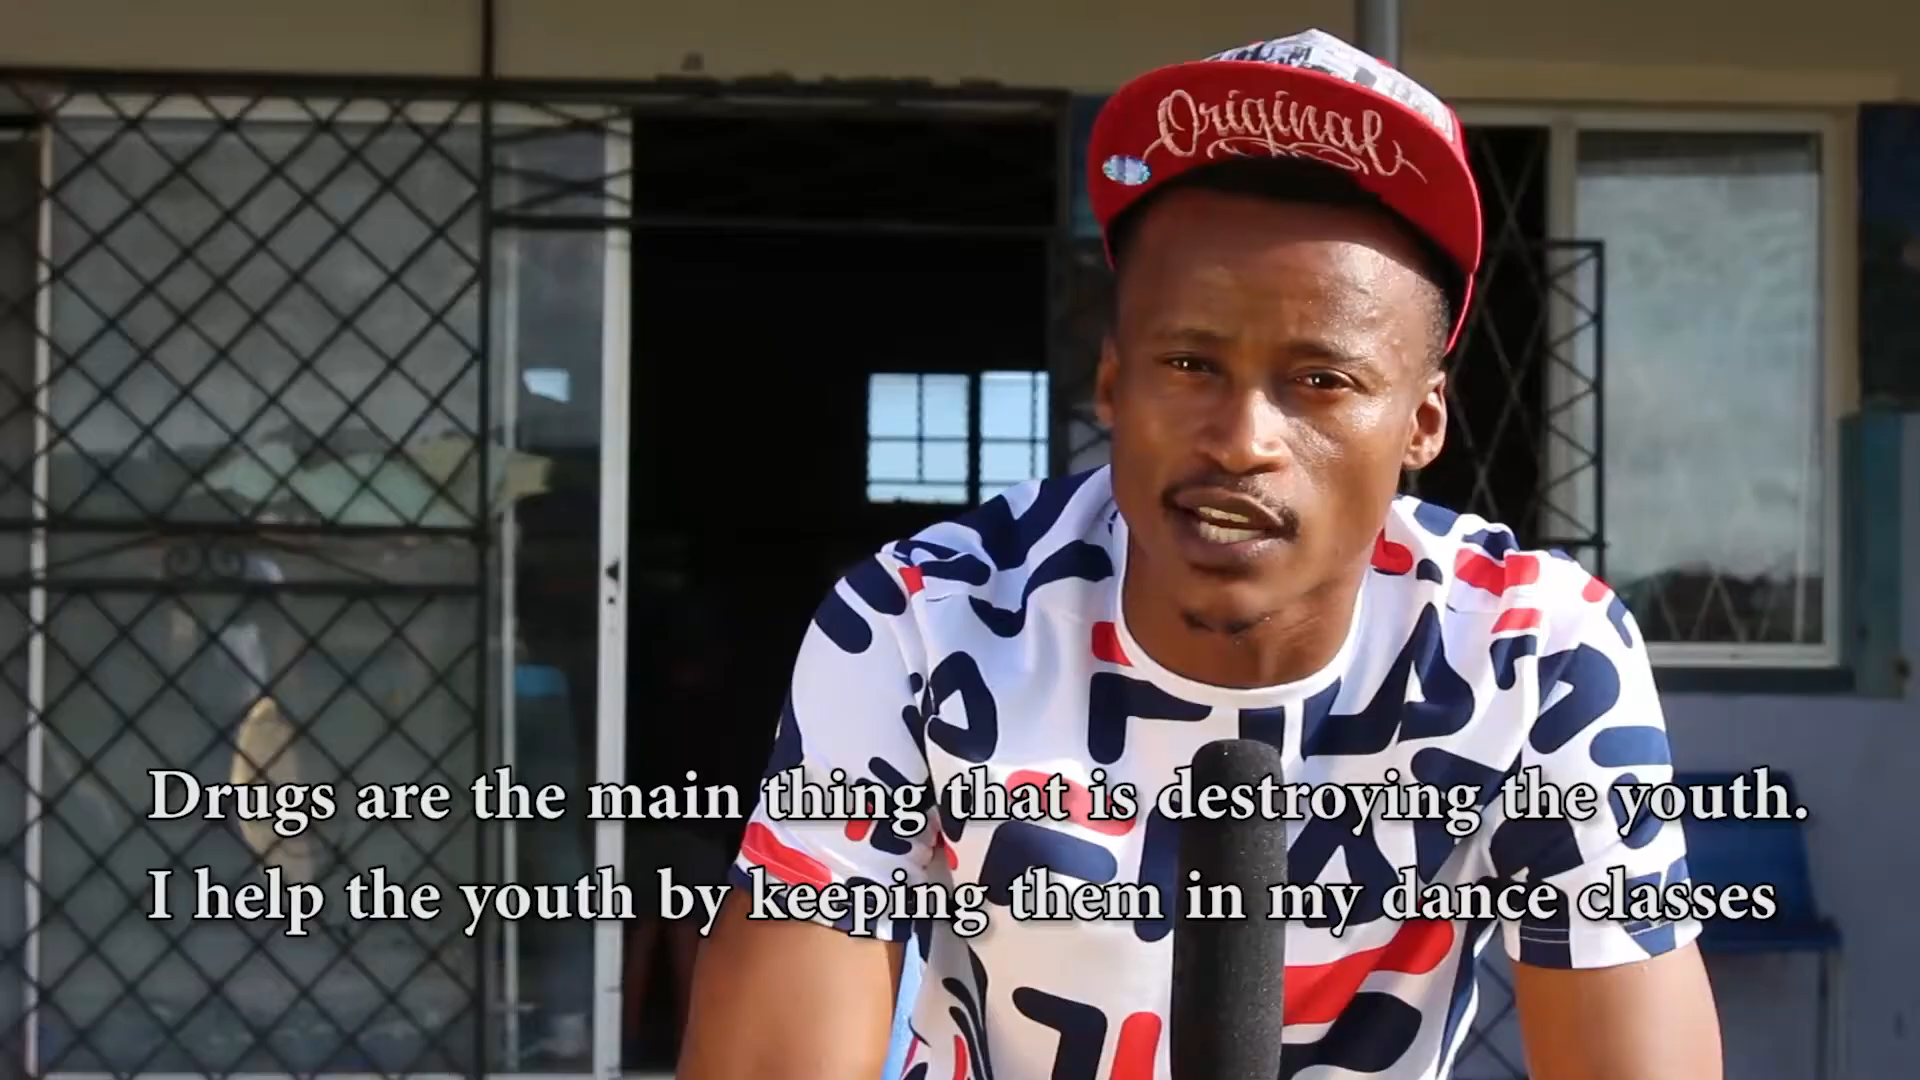 Original
FILA
Drugs are the main thing that is destroying the youth.
I help the youth by keeping them in my dance classes